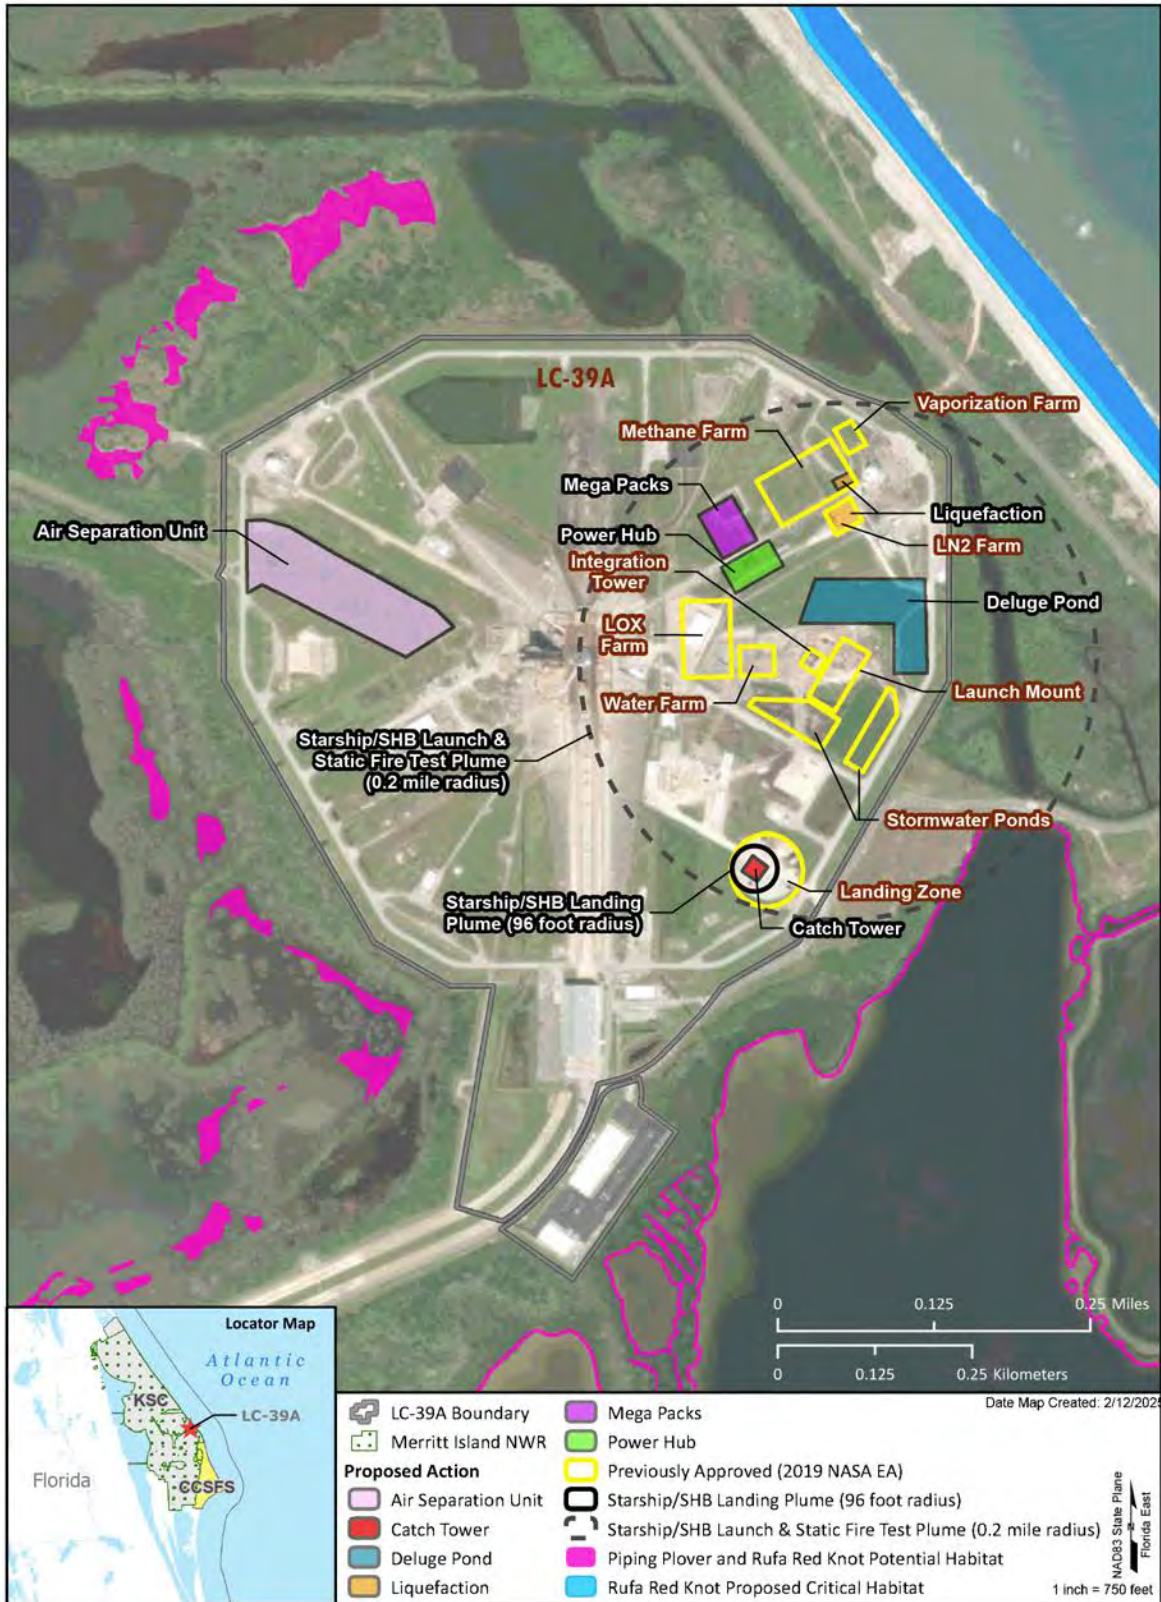 LC-39A
Vaporization Farm
Methane Farm
Mega Packs
Liquefaction
Air Separation Unit
Power Hub
LN2 Farm
Integration
Tower
Deluge Pond
LOX
Farm
Launch Mount
Water Farm
Starship/SHB Launch &
Static Fire Test Plume
(0.2 mile radius)
Stormwater Ponds
Landing Zone
Starship/SHB Landing
Plume (96 foot radius)
Catch Tower
0 0.125 0.25 Miles
0 0.125 0.25 Kilometers
Locator Map
Atlantic
Ocean
KSC
LC-39A
Florida
CCSFS
Date Map Created: 2/12/2025
LC-39A Boundary
Merritt Island NWR
Proposed Action
Air Separation Unit
Catch Tower
Deluge Pond
Liquefaction
Mega Packs
Power Hub
Previously Approved (2019 NASA EA)
Starship/SHB Landing Plume (96 foot radius)
Starship/SHB Launch & Static Fire Test Plume (0.2 mile radius)
Piping Plover and Rufa Red Knot Potential Habitat
Rufa Red Knot Proposed Critical Habitat
NAD83 State Plane
Florida East
N
1 inch = 750 feet